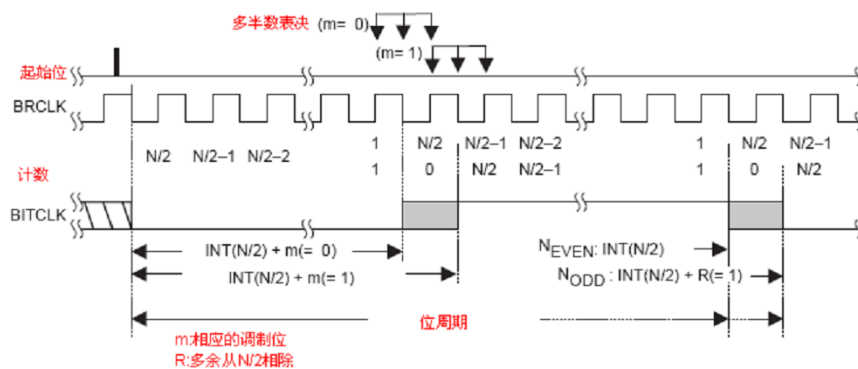 多半数表决 (m= 0)
(m= 1)
起始位
BRCLK
N/2 N/2–1 N/2–2 1 N/2 N/2–1 N/2–2 1 N/2 N/2–1
计数 1 0 N/2 N/2–1 1 0 N/2
BITCLK
INT(N/2) + m(= 0) NEVEN: INT(N/2)
INT(N/2) + m(= 1) NODD : INT(N/2) + R(= 1)
位周期
m:相应的调制位
R:多余从N/2相除